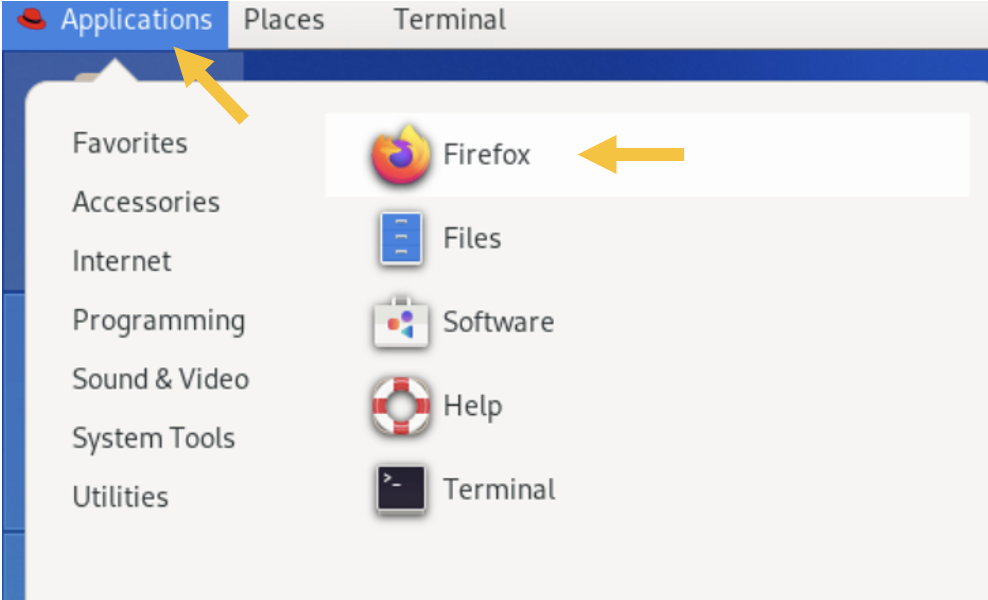 Applications Places Terminal
Favorites
Accessories
Internet
Programming
Sound & Video
System Tools
Utilities
Firefox
Files
Software
Help
>_ Terminal